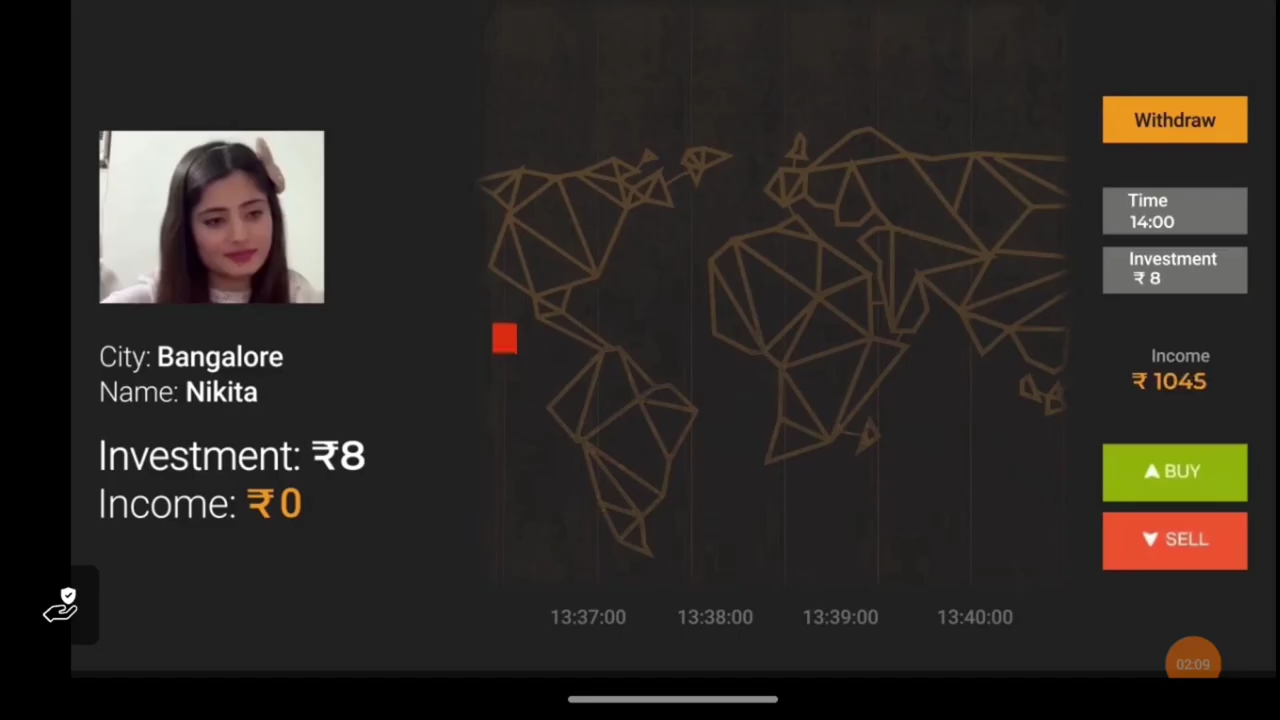 City: Bangalore
Name: Nikita
Investment: ₹8
Income: ₹0
13:37:00 13:38:00 13:39:00 13:40:00
Withdraw
Time
14:00
Investment
₹ 8
Income
₹ 1045
BUY
SELL
02:09